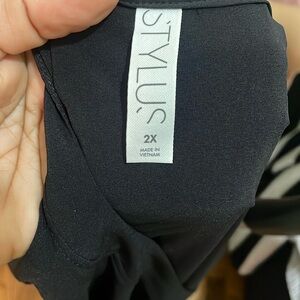 STYLUS.
2X
MADE IN
VIETNAM